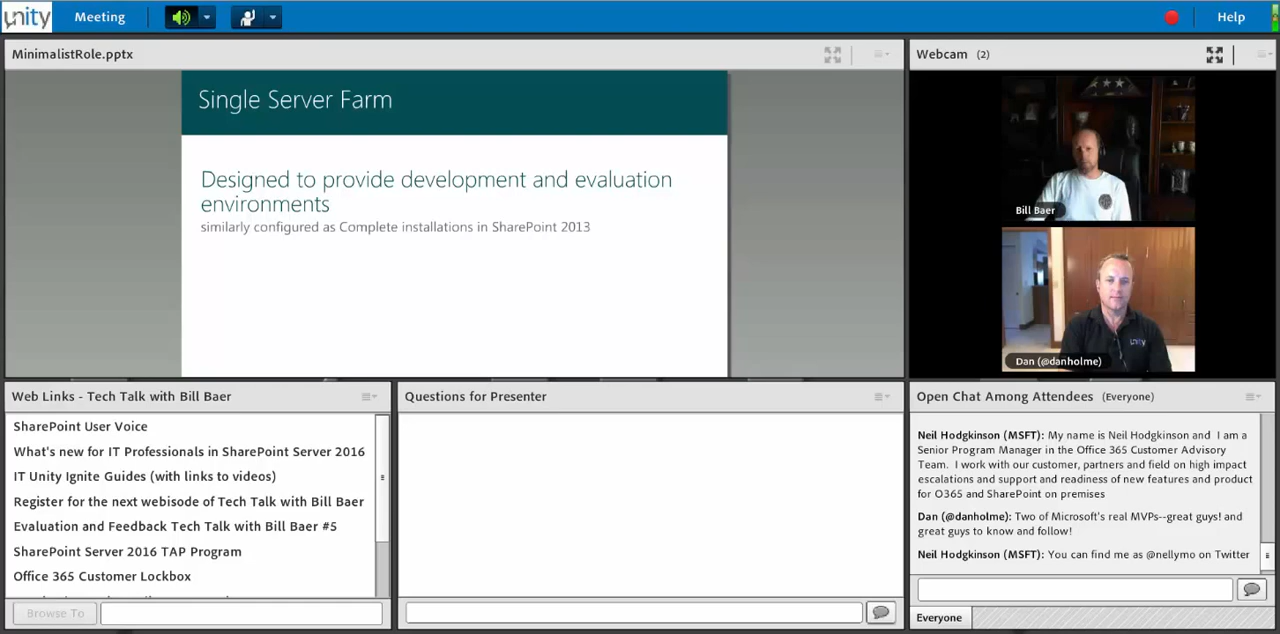 unity
Meeting
Help
MinimalistRole.pptx
Single Server Farm
Designed to provide development and evaluation
environments
similarly configured as Complete installations in SharePoint 2013
Webcam (2)
Bill Baer
unity
Dan (@danholme)
Web Links - Tech Talk with Bill Baer
SharePoint User Voice
What's new for IT Professionals in SharePoint Server 2016
IT Unity Ignite Guides (with links to videos)
Register for the next webisode of Tech Talk with Bill Baer
Evaluation and Feedback Tech Talk with Bill Baer #5
SharePoint Server 2016 TAP Program
Office 365 Customer Lockbox
Browse To
Questions for Presenter
Open Chat Among Attendees (Everyone)
Neil Hodgkinson (MSFT): My name is Neil Hodgkinson and I am a
Senior Program Manager in the Office 365 Customer Advisory
Team. I work with our customer, partners and field on high impact
escalations and support and readiness of new features and product
for O365 and SharePoint on premises
Dan (@danholme): Two of Microsoft's real MVPs--great guys! and
great guys to know and follow!
Neil Hodgkinson (MSFT): You can find me as @nellymo on Twitter
Everyone